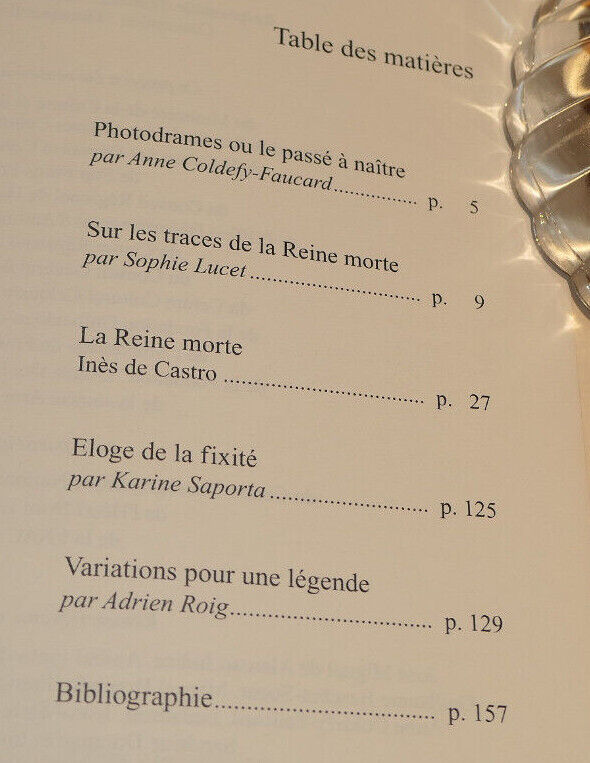 Table des matières
Photodrames ou le passé à naître
par Anne Coldefy-Faucard................ p. 5
Sur les traces de la Reine morte
par Sophie Lucet............................ p. 9
La Reine morte
Inès de Castro ................................. p. 27
Eloge de la fixité
par Karine Saporta.......................... p. 125
Variations pour une légende
par Adrien Roig................................. p. 129
Bibliographie.................................... p. 157